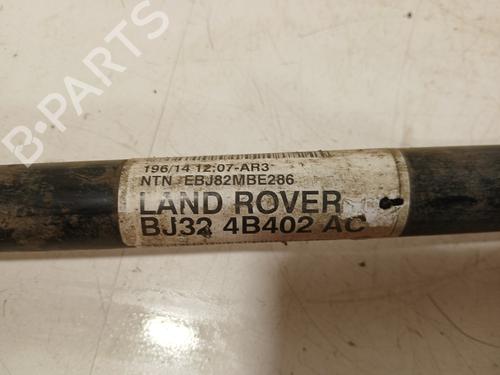 B-PARTS
196/14 12:07-AR3
NTN EBJ82MBE286
LAND ROVER
BJ32 4B402 AC